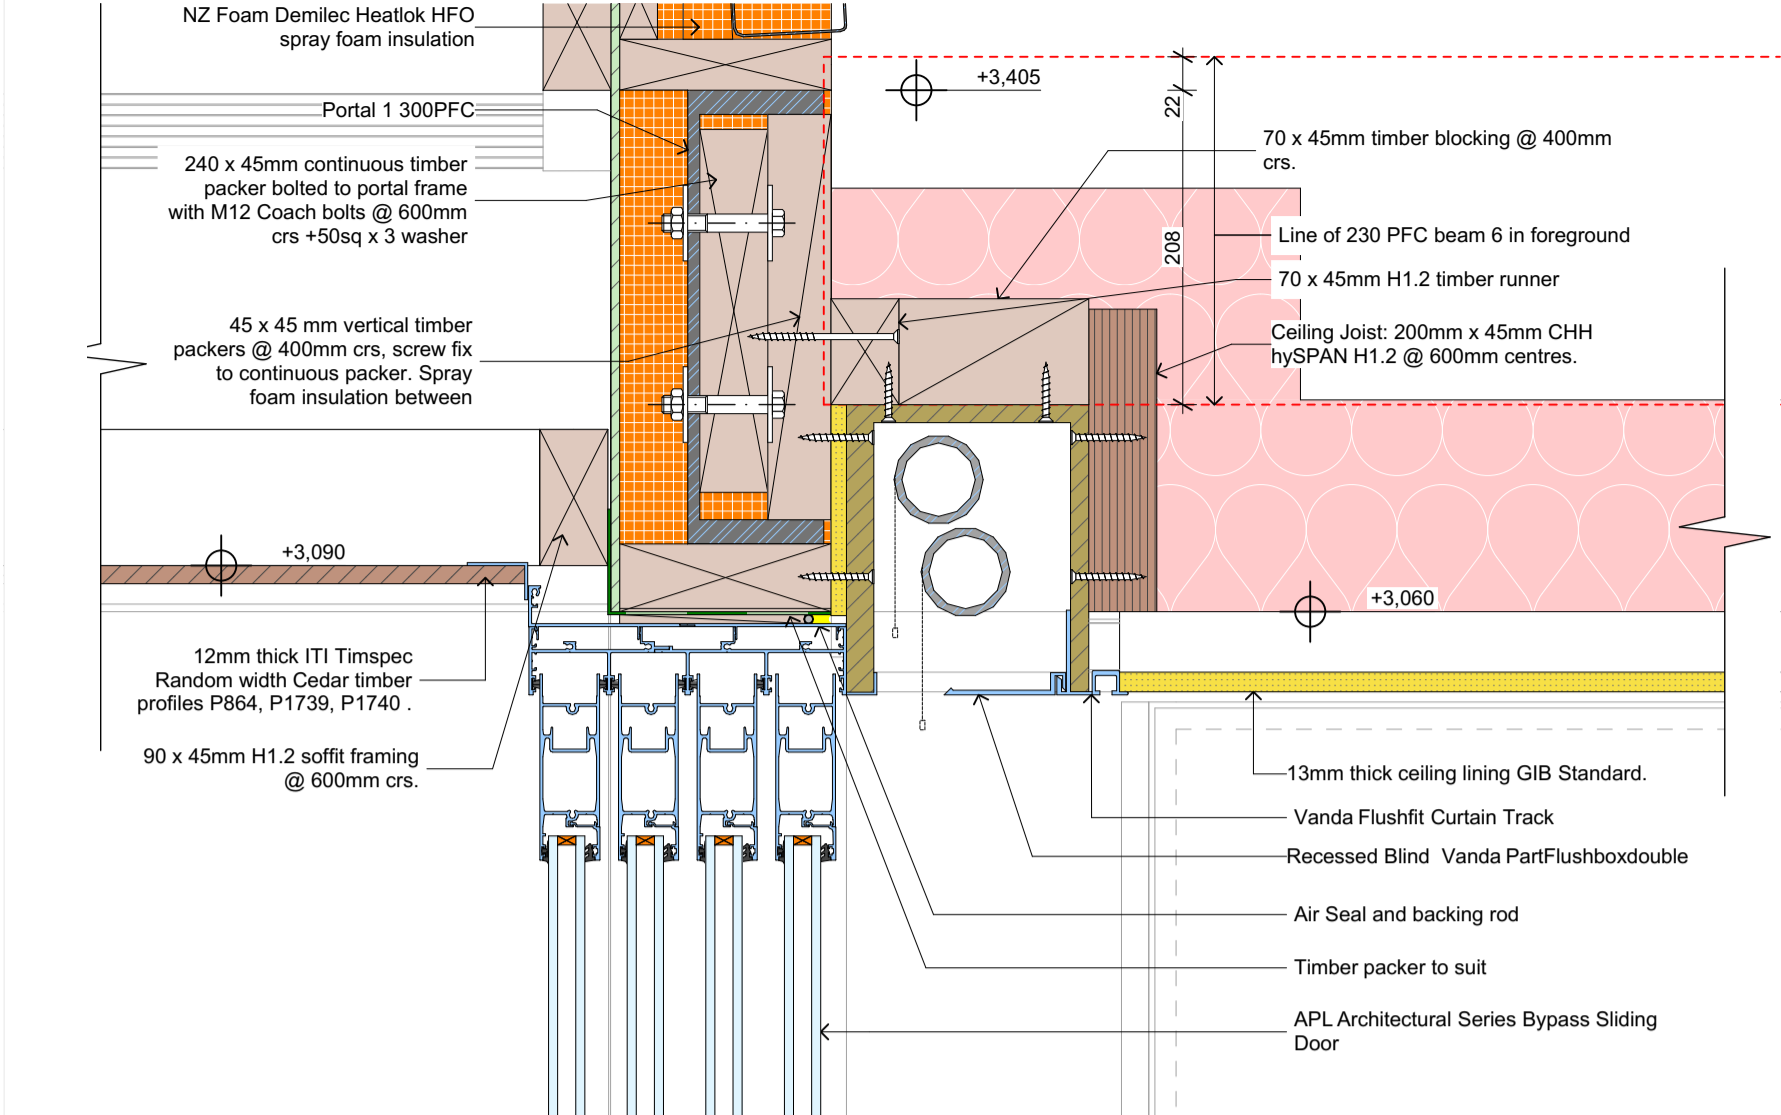 NZ Foam Demilec Heatlok HFO
spray foam insulation
Portal 1 300PFC
240 x 45mm continuous timber
packer bolted to portal frame
with M12 Coach bolts @ 600mm
crs +50sq x 3 washer
45 x 45 mm vertical timber
packers @ 400mm crs, screw fix
to continuous packer. Spray
foam insulation between
+3,090
12mm thick ITI Timspec
Random width Cedar timber
profiles P864, P1739, P1740 .
90 x 45mm H1.2 soffit framing
@ 600mm crs.
+3,405
22
208
70 x 45mm timber blocking @ 400mm
crs.
Line of 230 PFC beam 6 in foreground
70 x 45mm H1.2 timber runner
Ceiling Joist: 200mm x 45mm CHH
hySPAN H1.2 @ 600mm centres.
+3,060
13mm thick ceiling lining GIB Standard.
Vanda Flushfit Curtain Track
Recessed Blind  Vanda PartFlushboxdouble
Air Seal and backing rod
Timber packer to suit
APL Architectural Series Bypass Sliding
Door